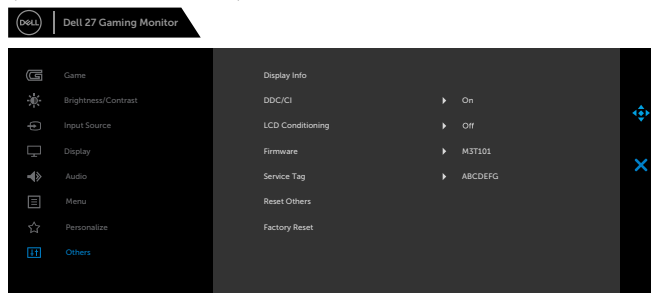 DELL
Dell 27 Gaming Monitor
Game
Display Info
Brightness/Contrast
DDC/CI On
Input Source
LCD Conditioning Off
Display
Firmware M3T101
Audio
Service Tag ABCDEFG
Menu
Reset Others
Personalize
Factory Reset
Others